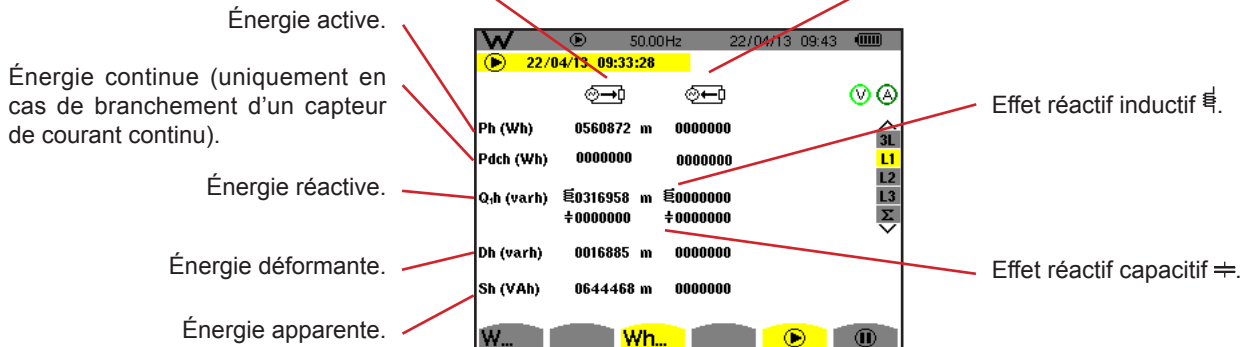 Énergie active.
Énergie continue (uniquement en
cas de branchement d'un capteur
de courant continu).
Énergie réactive.
Énergie déformante.
Énergie apparente.
W 50.00Hz 22/04/13 09:43
22/04/13 09:33:28
V A
Ph (Wh) 0560872 m 0000000
Pdch (Wh) 0000000 0000000
Q₁h (varh) 0316958 m 0000000
0000000 0000000
Dh (varh) 0016885 m 0000000
Sh (VAh) 0644468 m 0000000
3L
L1
L2
L3
Σ
W... Wh...
Effet réactif inductif .
Effet réactif capacitif .